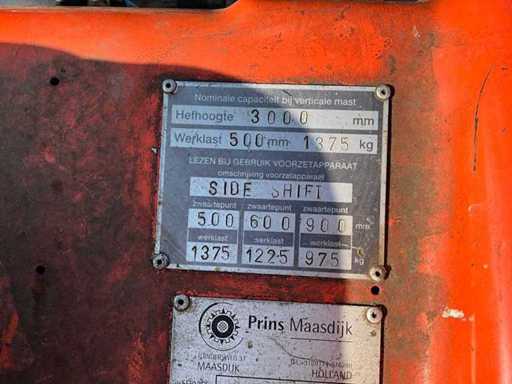 Nominale capaciteit bij verticale mast
Hefhoogte 3000 mm
Werklast 500 mm 1375 kg
LEZEN BIJ GEBRUIK VOORZETAPPARAAT
omschrijving voorzetapparaat
SIDE SHIFT
zwaartepunt zwaartepunt zwaartepunt
500 600 900 mm
werklast werklast werklast
1375 1225 975 kg
Prins Maasdijk
MAASDIJK HOLLAND